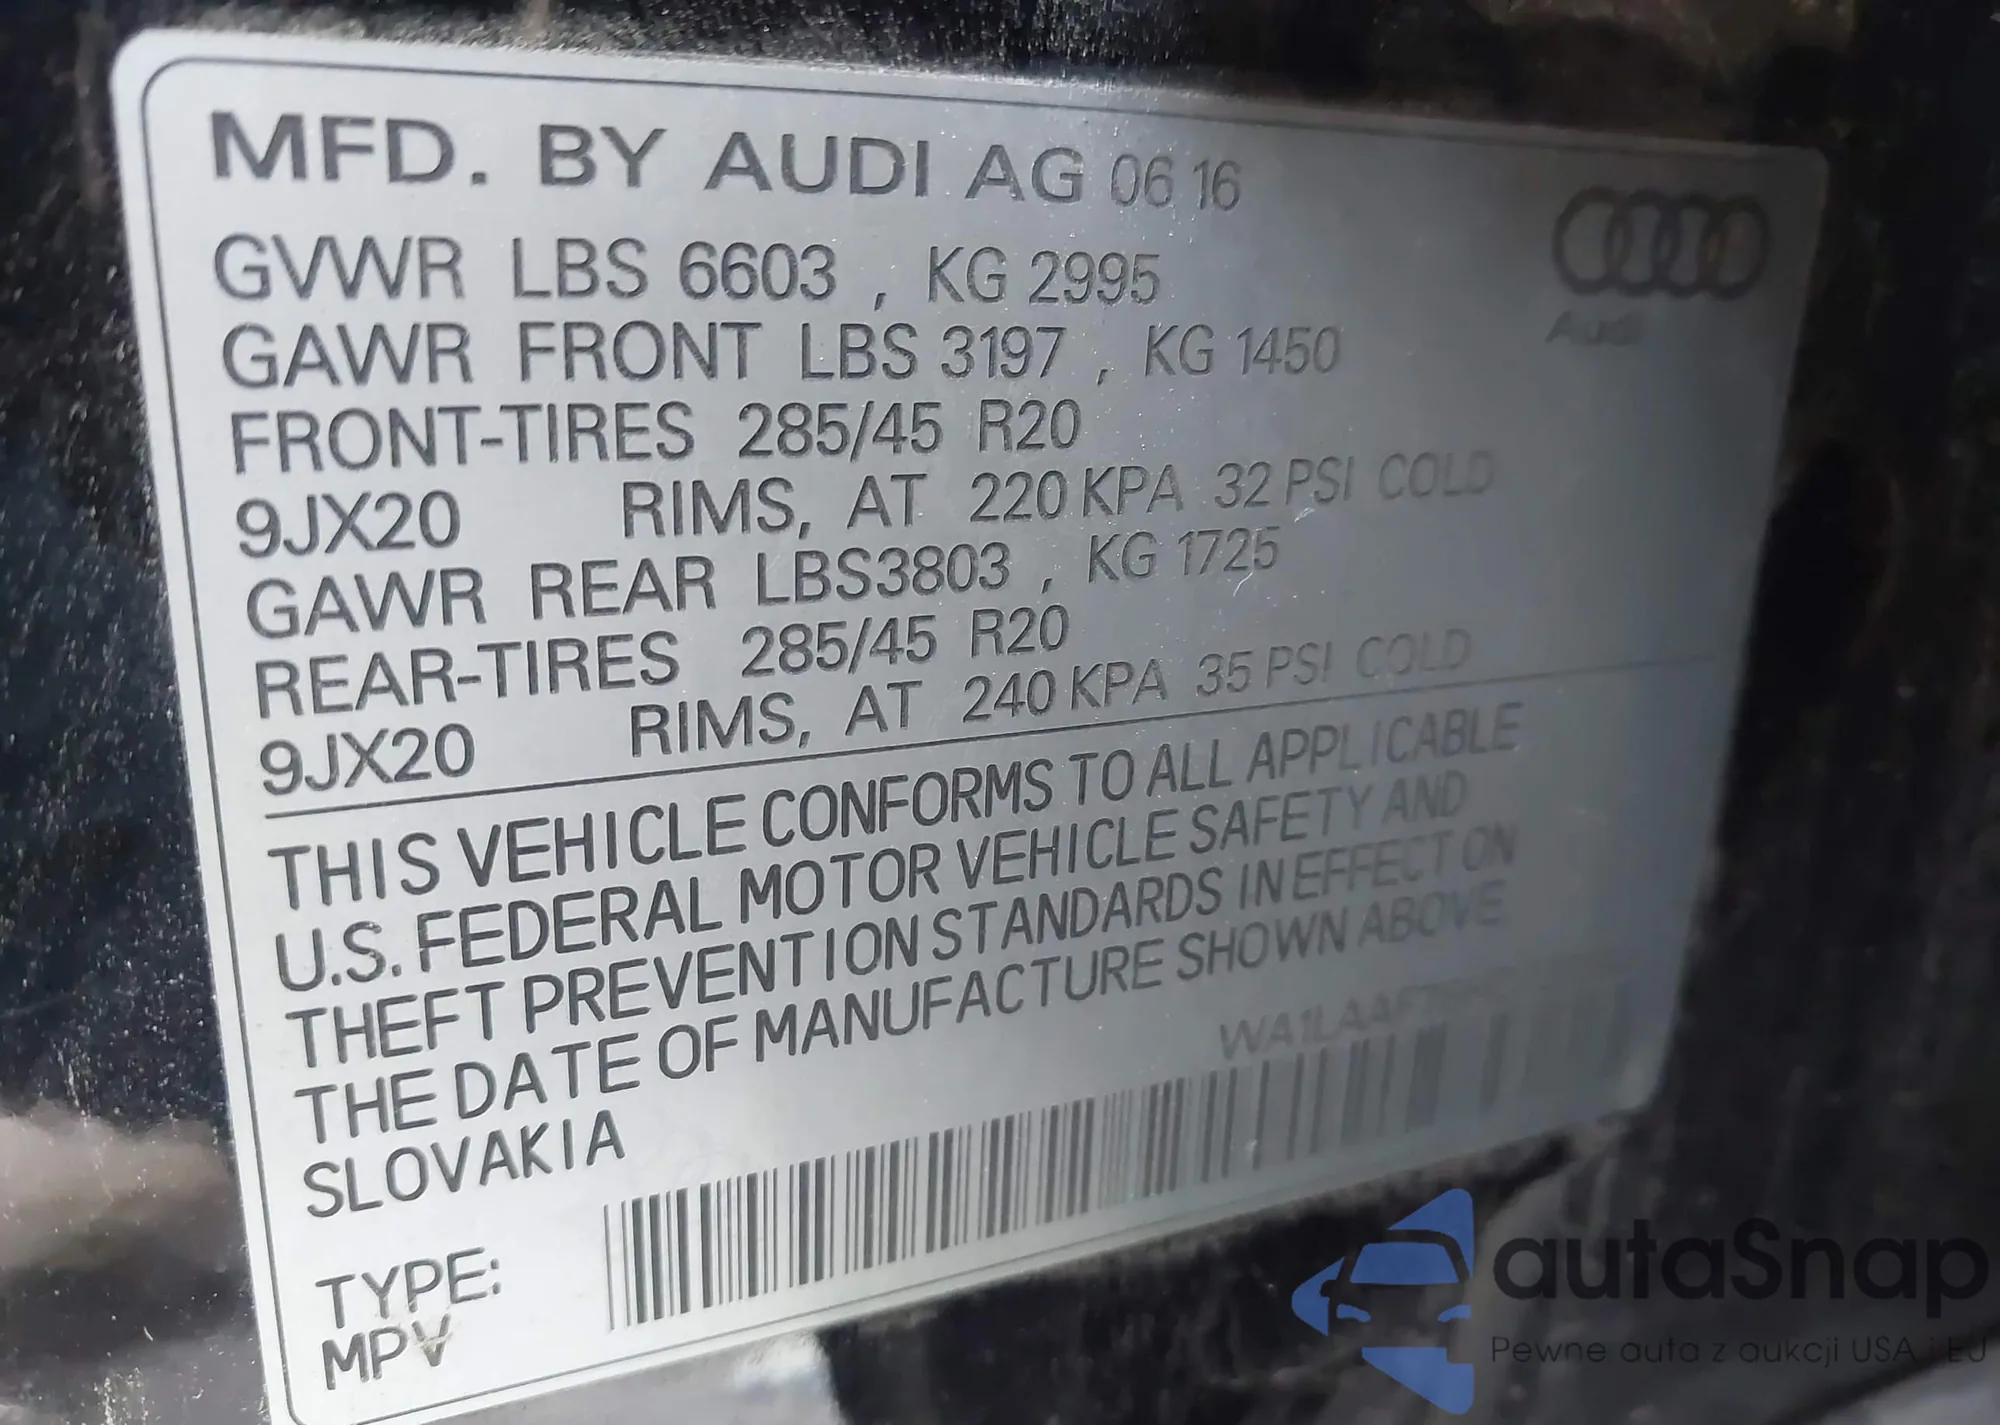 MFD. BY AUDI AG 06 16
GVWR LBS 6603 , KG 2995
GAWR FRONT LBS 3197 , KG 1450
FRONT-TIRES 285/45 R20
9JX20 RIMS, AT 220 KPA 32 PSI COLD
GAWR REAR LBS3803 , KG 1725
REAR-TIRES 285/45 R20
9JX20 RIMS, AT 240 KPA 35 PSI COLD
Audi
THIS VEHICLE CONFORMS TO ALL APPLICABLE
U.S. FEDERAL MOTOR VEHICLE SAFETY AND
THEFT PREVENTION STANDARDS IN EFFECT ON
THE DATE OF MANUFACTURE SHOWN ABOVE
SLOVAKIA
TYPE:
MPV
autaSnap
Pewne auta z aukcji USA i EU